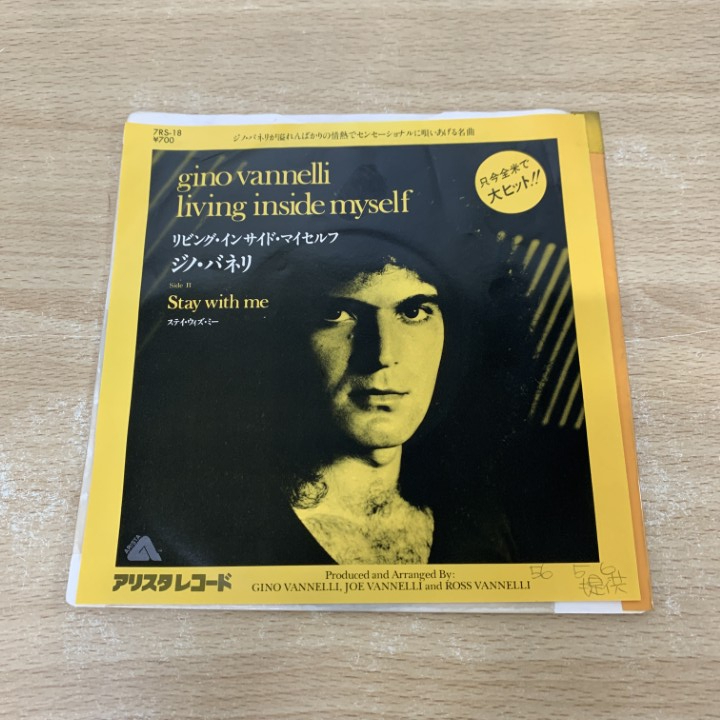 7RS-18
¥700
ジノ・バネリが溢れんばかりの情熱でセンセーショナルに唄いあげる名曲
gino vannelli
living inside myself
只今全米で
大ヒット!!
リビング・インサイド・マイセルフ
ジノ・バネリ
Side II
Stay with me
ステイ・ウィズ・ミー
ARISTA
アリスタレコード
Produced and Arranged By:
GINO VANNELLI, JOE VANNELLI and ROSS VANNELLI
56 5 6
提供